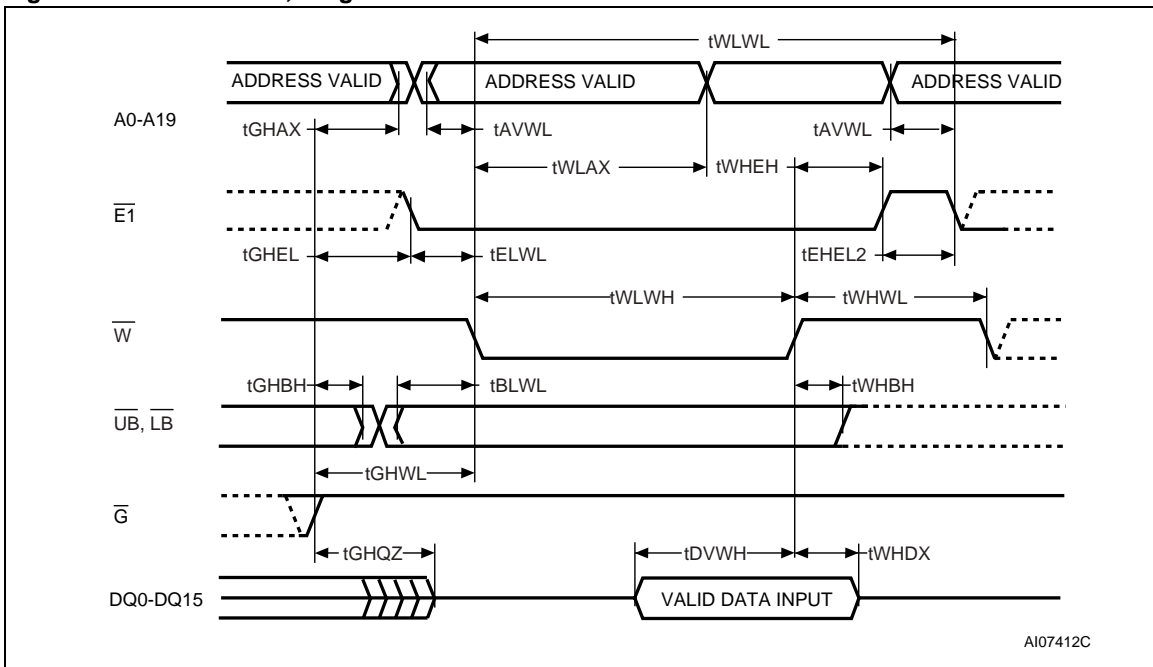 tWLWL
ADDRESS VALID ADDRESS VALID ADDRESS VALID
A0-A19
tGHAX tAVWL tAVWL
tWLAX tWHEH
E1
tGHEL tELWL tEHEL2
tWLWH tWHWL
W
tGHBH tBLWL tWHBH
UB, LB
tGHWL
G
tGHQZ tDVWH tWHDX
DQ0-DQ15 VALID DATA INPUT
AI07412C